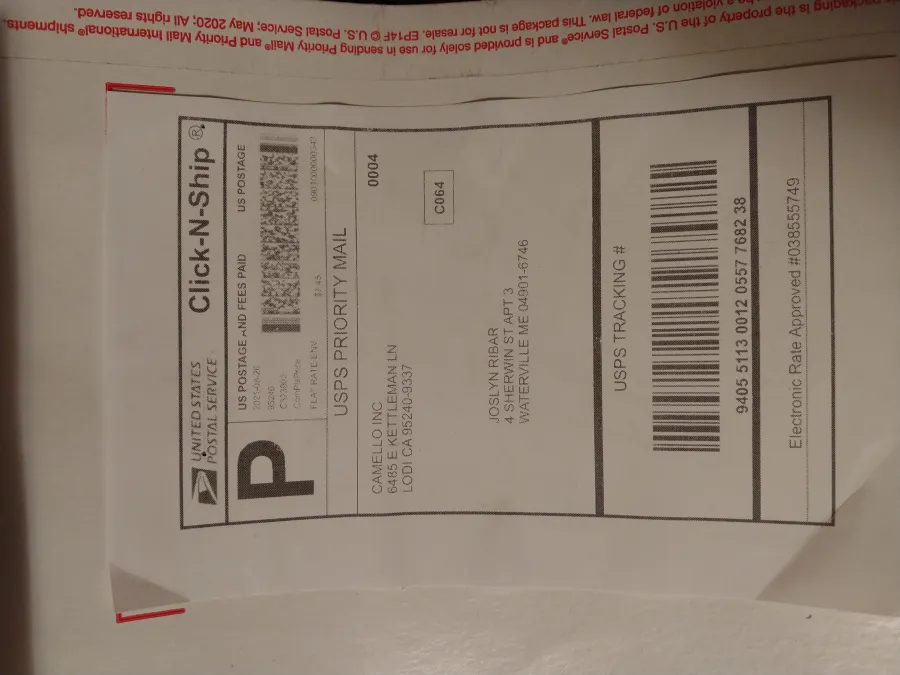 packaging is the property of the U.S. Postal Service® and is provided solely for use in sending Priority Mail® and Priority Mail International® shipments.
be a violation of federal law. This package is not for resale. EP14F © U.S. Postal Service; May 2020; All rights reserved.
UNITED STATES
POSTAL SERVICE
Click-N-Ship®
P
US POSTAGE AND FEES PAID
US POSTAGE
95240
FLAT RATE ENV
USPS PRIORITY MAIL
CAMELLO INC
6485 E KETTLEMAN LN
LODI CA 95240-9337
0004
C064
JOSLYN RIBAR
4 SHERWIN ST APT 3
WATERVILLE ME 04901-6746
USPS TRACKING #
9405 5113 0012 0557 7682 38
Electronic Rate Approved #038555749